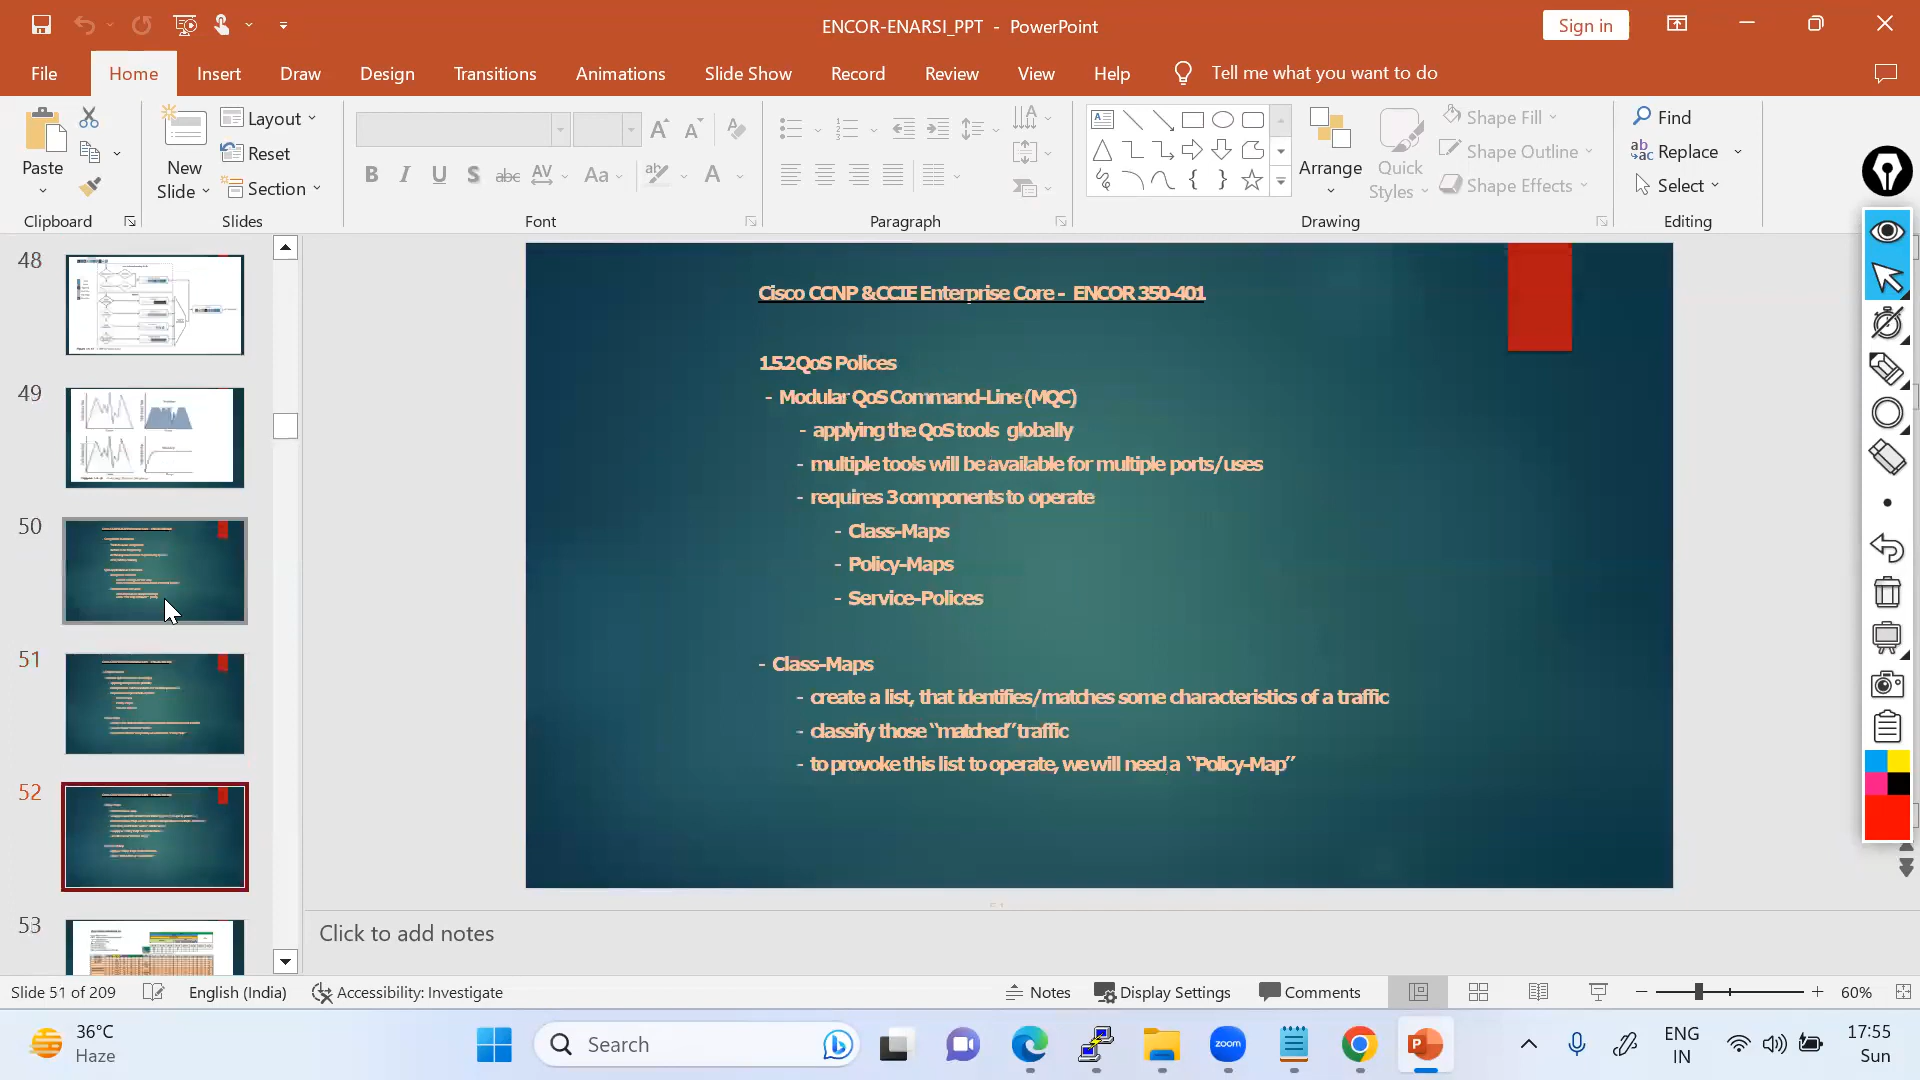 ENCOR-ENARSI_PPT - PowerPoint
Sign in
File Home Insert Draw Design Transitions Animations Slide Show Record Review View Help Tell me what you want to do
Paste
Clipboard
New Slide
Layout
Reset
Section
Slides
B I U S abc AV Aa A
Font
Paragraph
Arrange
Quick Styles
Shape Fill
Shape Outline
Shape Effects
Drawing
Find
Replace
Select
Editing
48
49
50
51
52
53
Cisco CCNP & CCIE Enterprise Core - ENCOR 350-401
1.5.2 QoS Polices
- Modular QoS Command-Line (MQC)
- applying the QoS tools globally
- multiple tools will be available for multiple ports/uses
- requires 3 components to operate
- Class-Maps
- Policy-Maps
- Service-Polices
- Class-Maps
- create a list, that identifies/matches some characteristics of a traffic
- classify those "matched" traffic
- to provoke this list to operate, we will need a "Policy-Map"
Click to add notes
Slide 51 of 209 English (India) Accessibility: Investigate Notes Display Settings Comments 60%
36°C
Haze
Search
zoom
ENG
IN
17:55
Sun